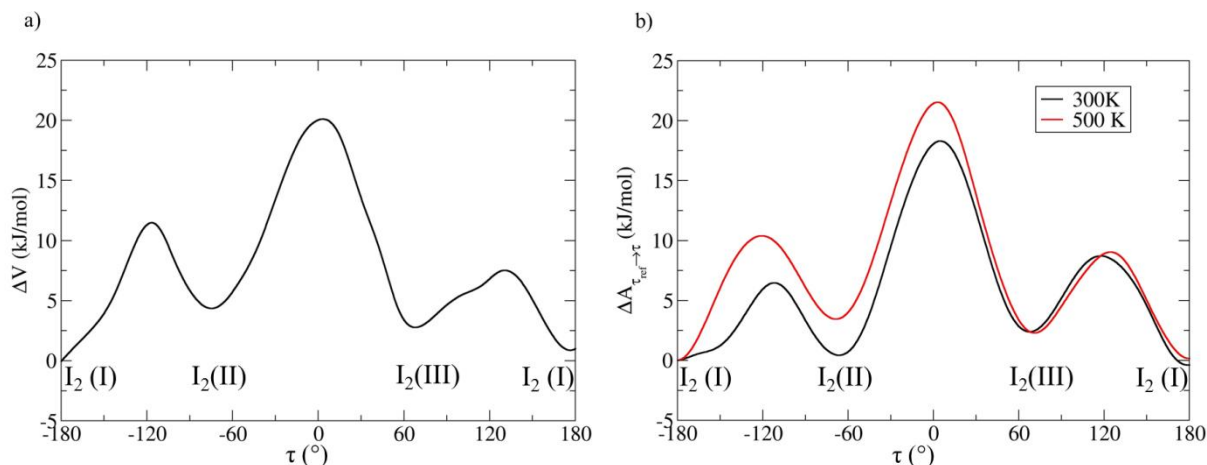 a)
25
20
15
10
5
0
-5
ΔV (kJ/mol)
I₂ (I)
I₂(II)
I₂(III)
I₂ (I)
-180
-120
-60
0
60
120
180
τ (°)
b)
25
20
15
10
5
0
-5
ΔA τref→τ (kJ/mol)
300K
500 K
I₂ (I)
I₂(II)
I₂(III)
I₂ (I)
-180
-120
-60
0
60
120
180
τ (°)